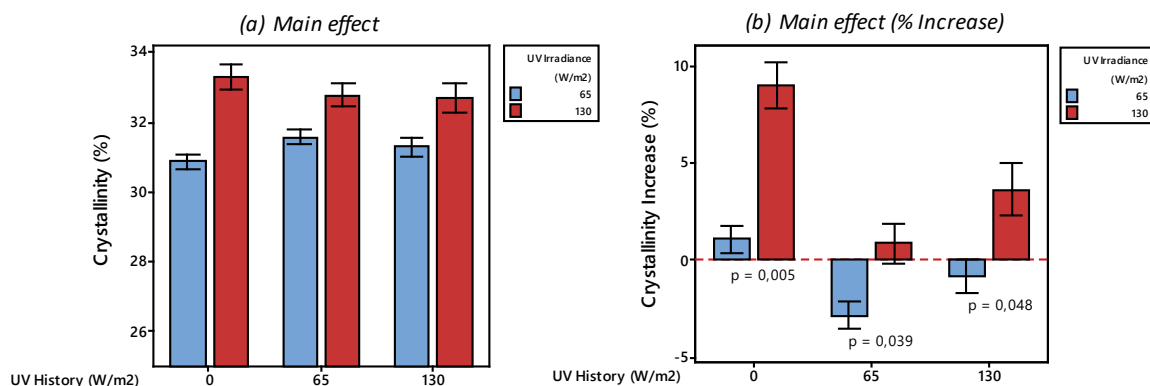 (a) Main effect
34
32
30
28
26
Crystallinity (%)
UV Irradiance
(W/m2)
65
130
UV History (W/m2)
0
65
130
(b) Main effect (% Increase)
10
5
0
-5
Crystallinity Increase (%)
p = 0,005
p = 0,039
p = 0,048
UV Irradiance
(W/m2)
65
130
UV History (W/m2)
0
65
130